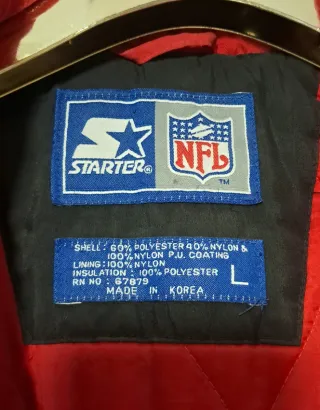 STARTER®
NFL
TM
SHELL: 60% POLYESTER 40% NYLON &
100% NYLON P.U. COATING
LINING: 100% NYLON
INSULATION : 100% POLYESTER
RN NO : 67879
MADE IN KOREA
L